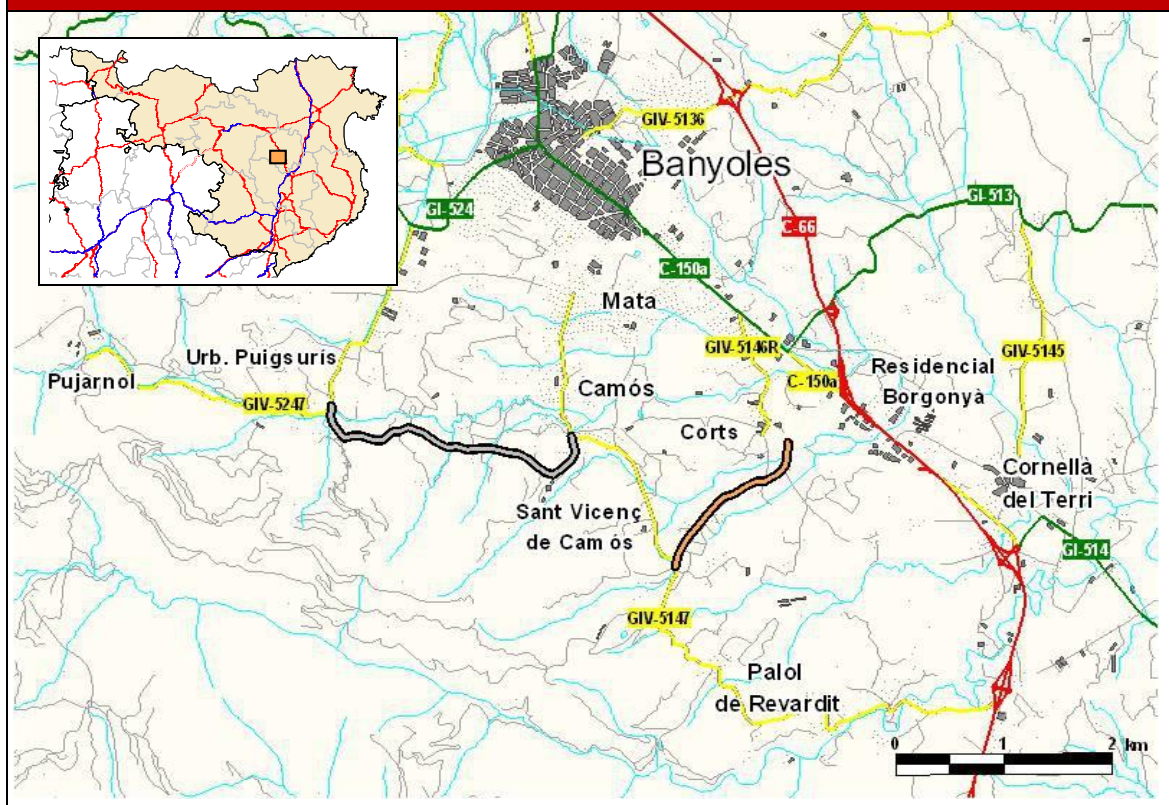 GIV-5136
Banyoles
GI-524
GI-513
C-66
C-150a
Mata
GIV-5146R
GIV-5145
Urb. Puigsurís
Residencial
Borgonyà
Pujarnol
C-150a
Camós
GIV-5247
Corts
Cornellà
del Terri
Sant Vicenç
de Camós
GI-514
GIV-5147
Palol
de Revardit
0 1 2 km